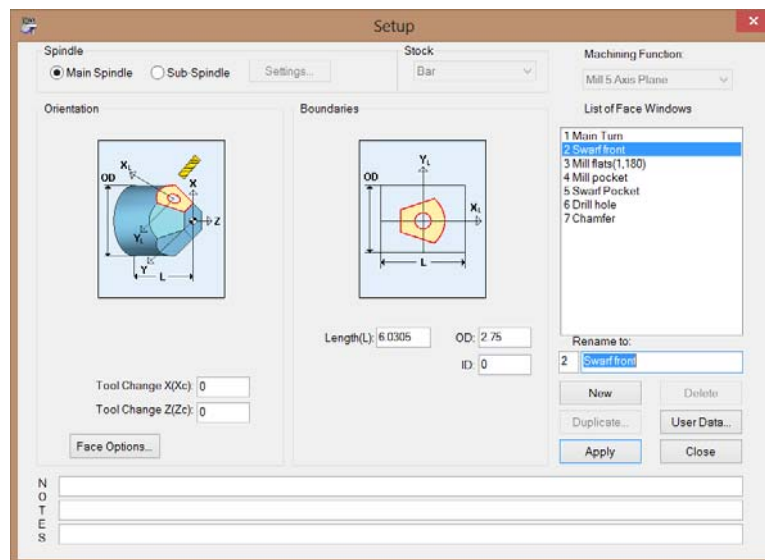 Setup
Spindle
Main Spindle
Sub-Spindle
Settings...
Stock
Bar
Machining Function:
Mill 5 Axis Plane
Orientation
OD
XL
X
Z
YL
Y
L
Tool Change X(Xc): 0
Tool Change Z(Zc): 0
Face Options...
Boundaries
YL
OD
XL
L
Length(L): 6.0305
OD: 2.75
ID: 0
List of Face Windows
1 Main Turn
2 Swarf front
3 Mill flats(1,180)
4 Mill pocket
5 Swarf Pocket
6 Drill hole
7 Chamfer
Rename to:
2 Swarf front
New
Delete
Duplicate...
User Data...
Apply
Close
NOTES